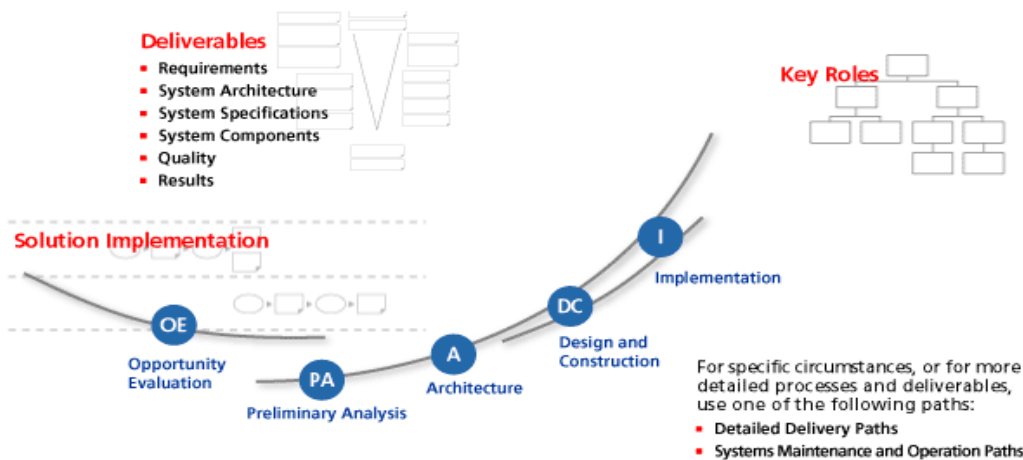 Deliverables
Requirements
System Architecture
System Specifications
System Components
Quality
Results
Key Roles
Solution Implementation
OE
Opportunity
Evaluation
PA
Preliminary Analysis
A
Architecture
DC
Design and
Construction
I
Implementation
For specific circumstances, or for more
detailed processes and deliverables,
use one of the following paths:
Detailed Delivery Paths
Systems Maintenance and Operation Paths